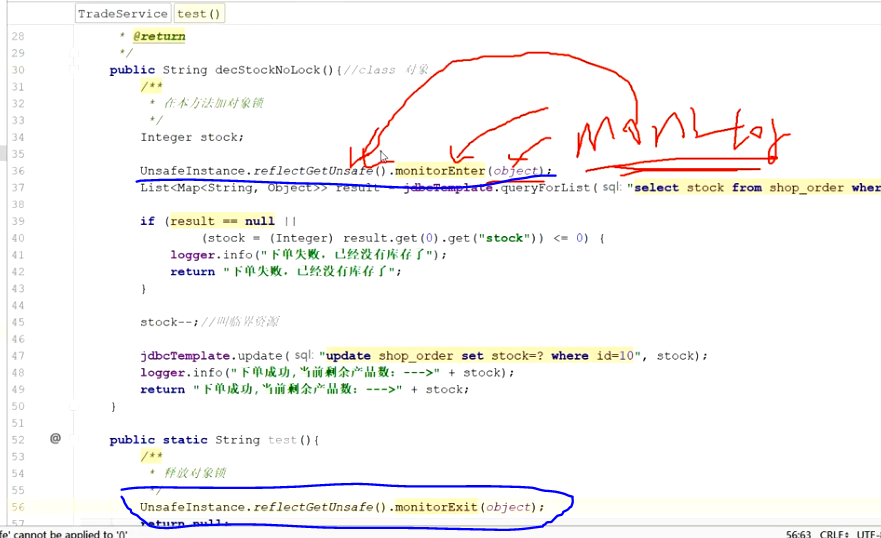 TradeService test()
28 * @return
29 */
30 public String decStockNoLock(){//class 对象
31 /**
32 * 在本方法加对象锁
33 */
34 Integer stock;
35
36 UnsafeInstance.reflectGetUnsafe().monitorEnter(object);
37 List<Map<String, Object>> result = jdbcTemplate.queryForList( sql: "select stock from shop_order wher
38
39 if (result == null ||
40 (stock = (Integer) result.get(0).get("stock")) <= 0) {
41 logger.info("下单失败，已经没有库存了");
42 return "下单失败，已经没有库存了";
43 }
44
45 stock--;//叫临界资源
46
47 jdbcTemplate.update( sql: "update shop_order set stock=? where id=10", stock);
48 logger.info("下单成功,当前剩余产品数: --->" + stock);
49 return "下单成功,当前剩余产品数: --->" + stock;
50 }
51
52 @ public static String test(){
53 /**
54 * 释放对象锁
55 */
56 UnsafeInstance.reflectGetUnsafe().monitorExit(object);
57 return null;
fe' cannot be applied to '()' 56:63 CRLF UTF-8